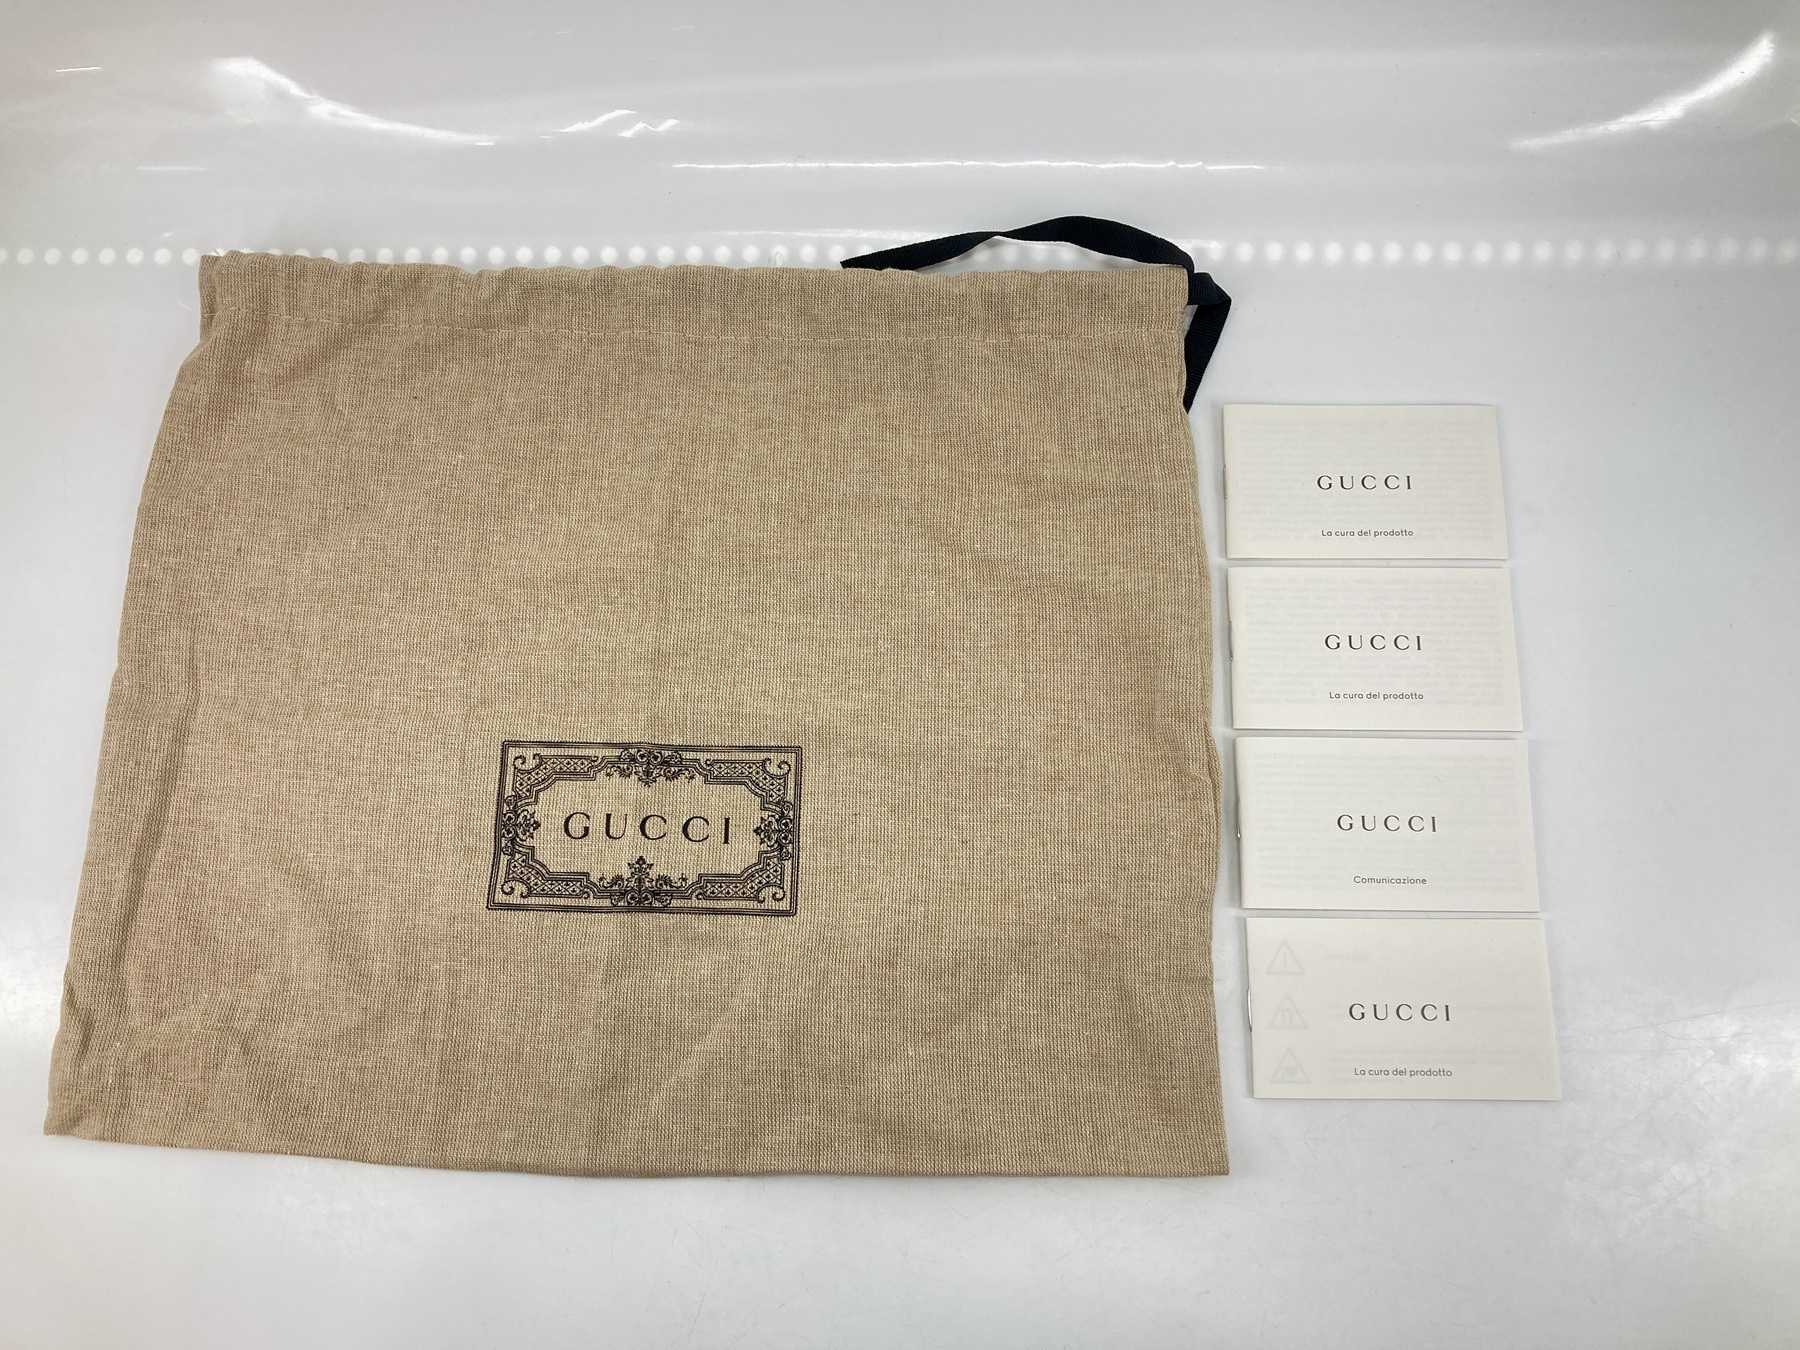 GUCCI
GUCCI
La cura del prodotto
GUCCI
La cura del prodotto
GUCCI
Comunicazione
GUCCI
La cura del prodotto